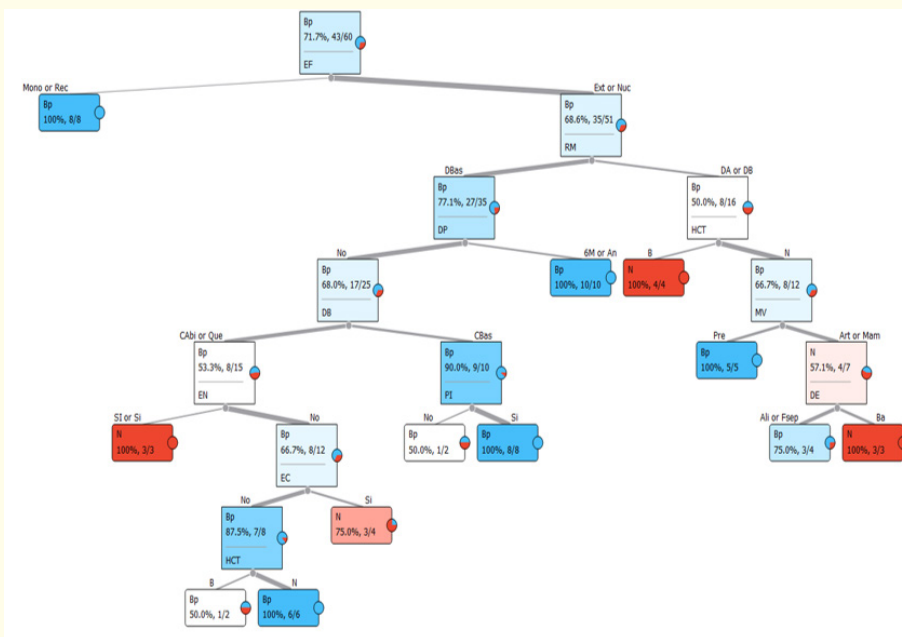 Bp
71.7%, 43/60
EF
Mono or Rec
Ext or Nuc
Bp
100%, 8/8
Bp
68.6%, 35/51
RM
DBas
DA or DB
Bp
77.1%, 27/35
DP
Bp
50.0%, 8/16
HCT
No
6M or An
B
N
Bp
68.0%, 17/25
DB
Bp
100%, 10/10
N
100%, 4/4
Bp
66.7%, 8/12
MV
CAbi or Que
CBas
Pre
Art or Mam
Bp
53.3%, 8/15
EN
Bp
90.0%, 9/10
PI
Bp
100%, 5/5
N
57.1%, 4/7
DE
SI or Si
No
No
Si
Ali or Fsep
Ba
N
100%, 3/3
Bp
66.7%, 8/12
EC
Bp
50.0%, 1/2
Bp
100%, 8/8
Bp
75.0%, 3/4
N
100%, 3/3
No
Si
Bp
87.5%, 7/8
HCT
N
75.0%, 3/4
B
N
Bp
50.0%, 1/2
Bp
100%, 6/6